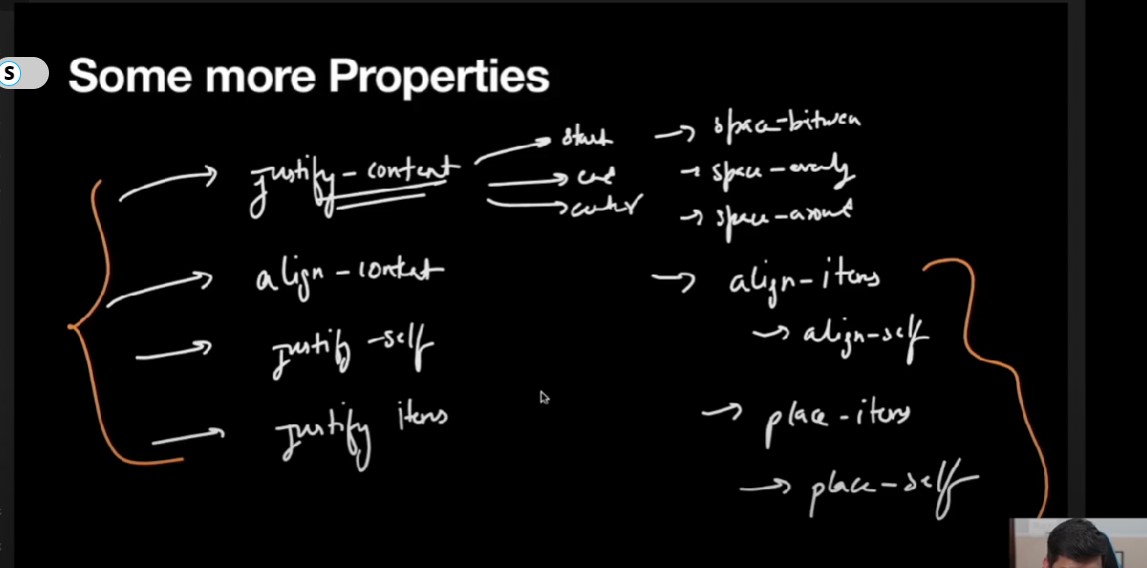 S
Some more Properties
justify-content → start → space-between
→ end → space-evenly
→ center → space-around
→ align-content → align-items
→ align-self
→ justify-self
→ justify items → place-items
→ place-self